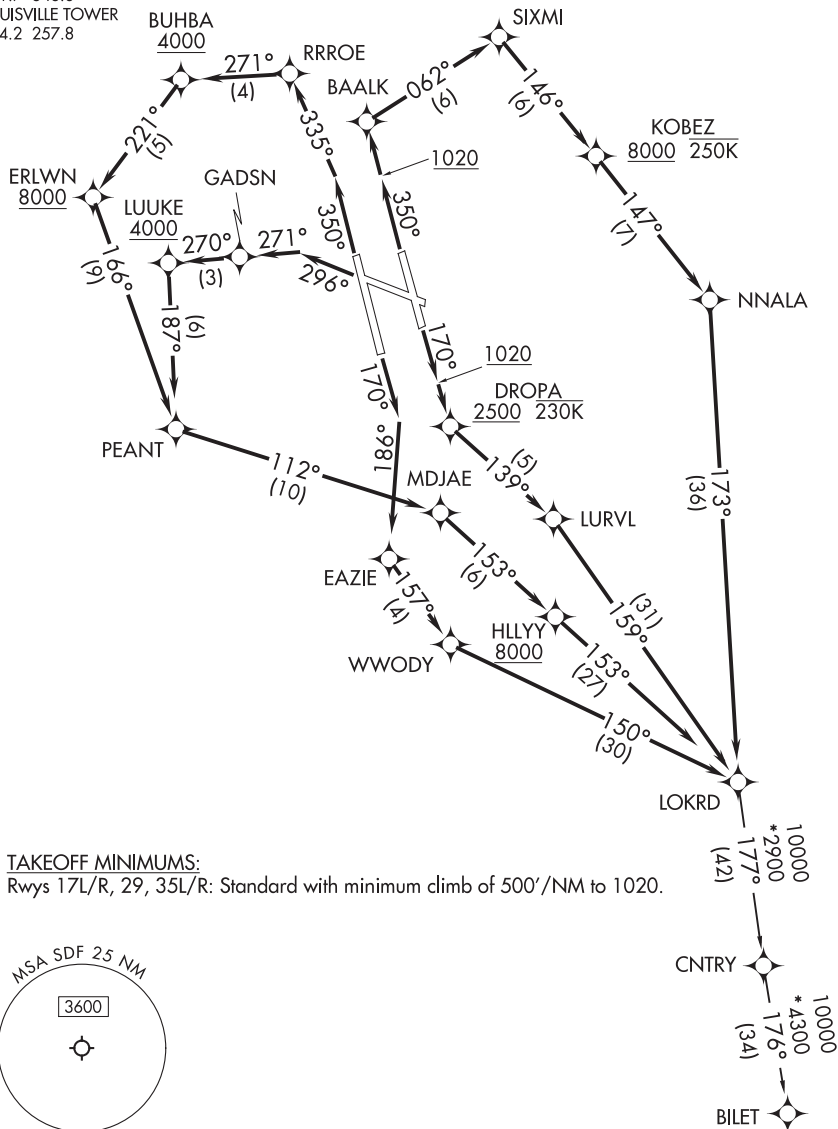 UISVILLE TOWER
4.2 257.8
BUHBA
4000
271°
(4)
RRROE
SIXMI
BAALK
062°
(6)
146°
(6)
KOBEZ
8000 250K
221°
(5)
335°
1020
ERLWN
8000
GADSN
LUUKE
4000
270°
(3)
271°
296°
350°
350°
147°
(7)
NNALA
166°
(9)
187°
(6)
170°
1020
DROPA
2500 230K
170°
186°
PEANT
112°
(10)
MDJAE
139°
(5)
LURVL
173°
(36)
EAZIE
157°
(4)
153°
(6)
WWODY
HLLYY
8000
153°
(27)
159°
(31)
150°
(30)
LOKRD
10000
*2900
177°
(42)
TAKEOFF MINIMUMS:
Rwys 17L/R, 29, 35L/R: Standard with minimum climb of 500'/NM to 1020.
MSA SDF 25 NM
3600
CNTRY
10000
*4300
176°
(34)
BILET